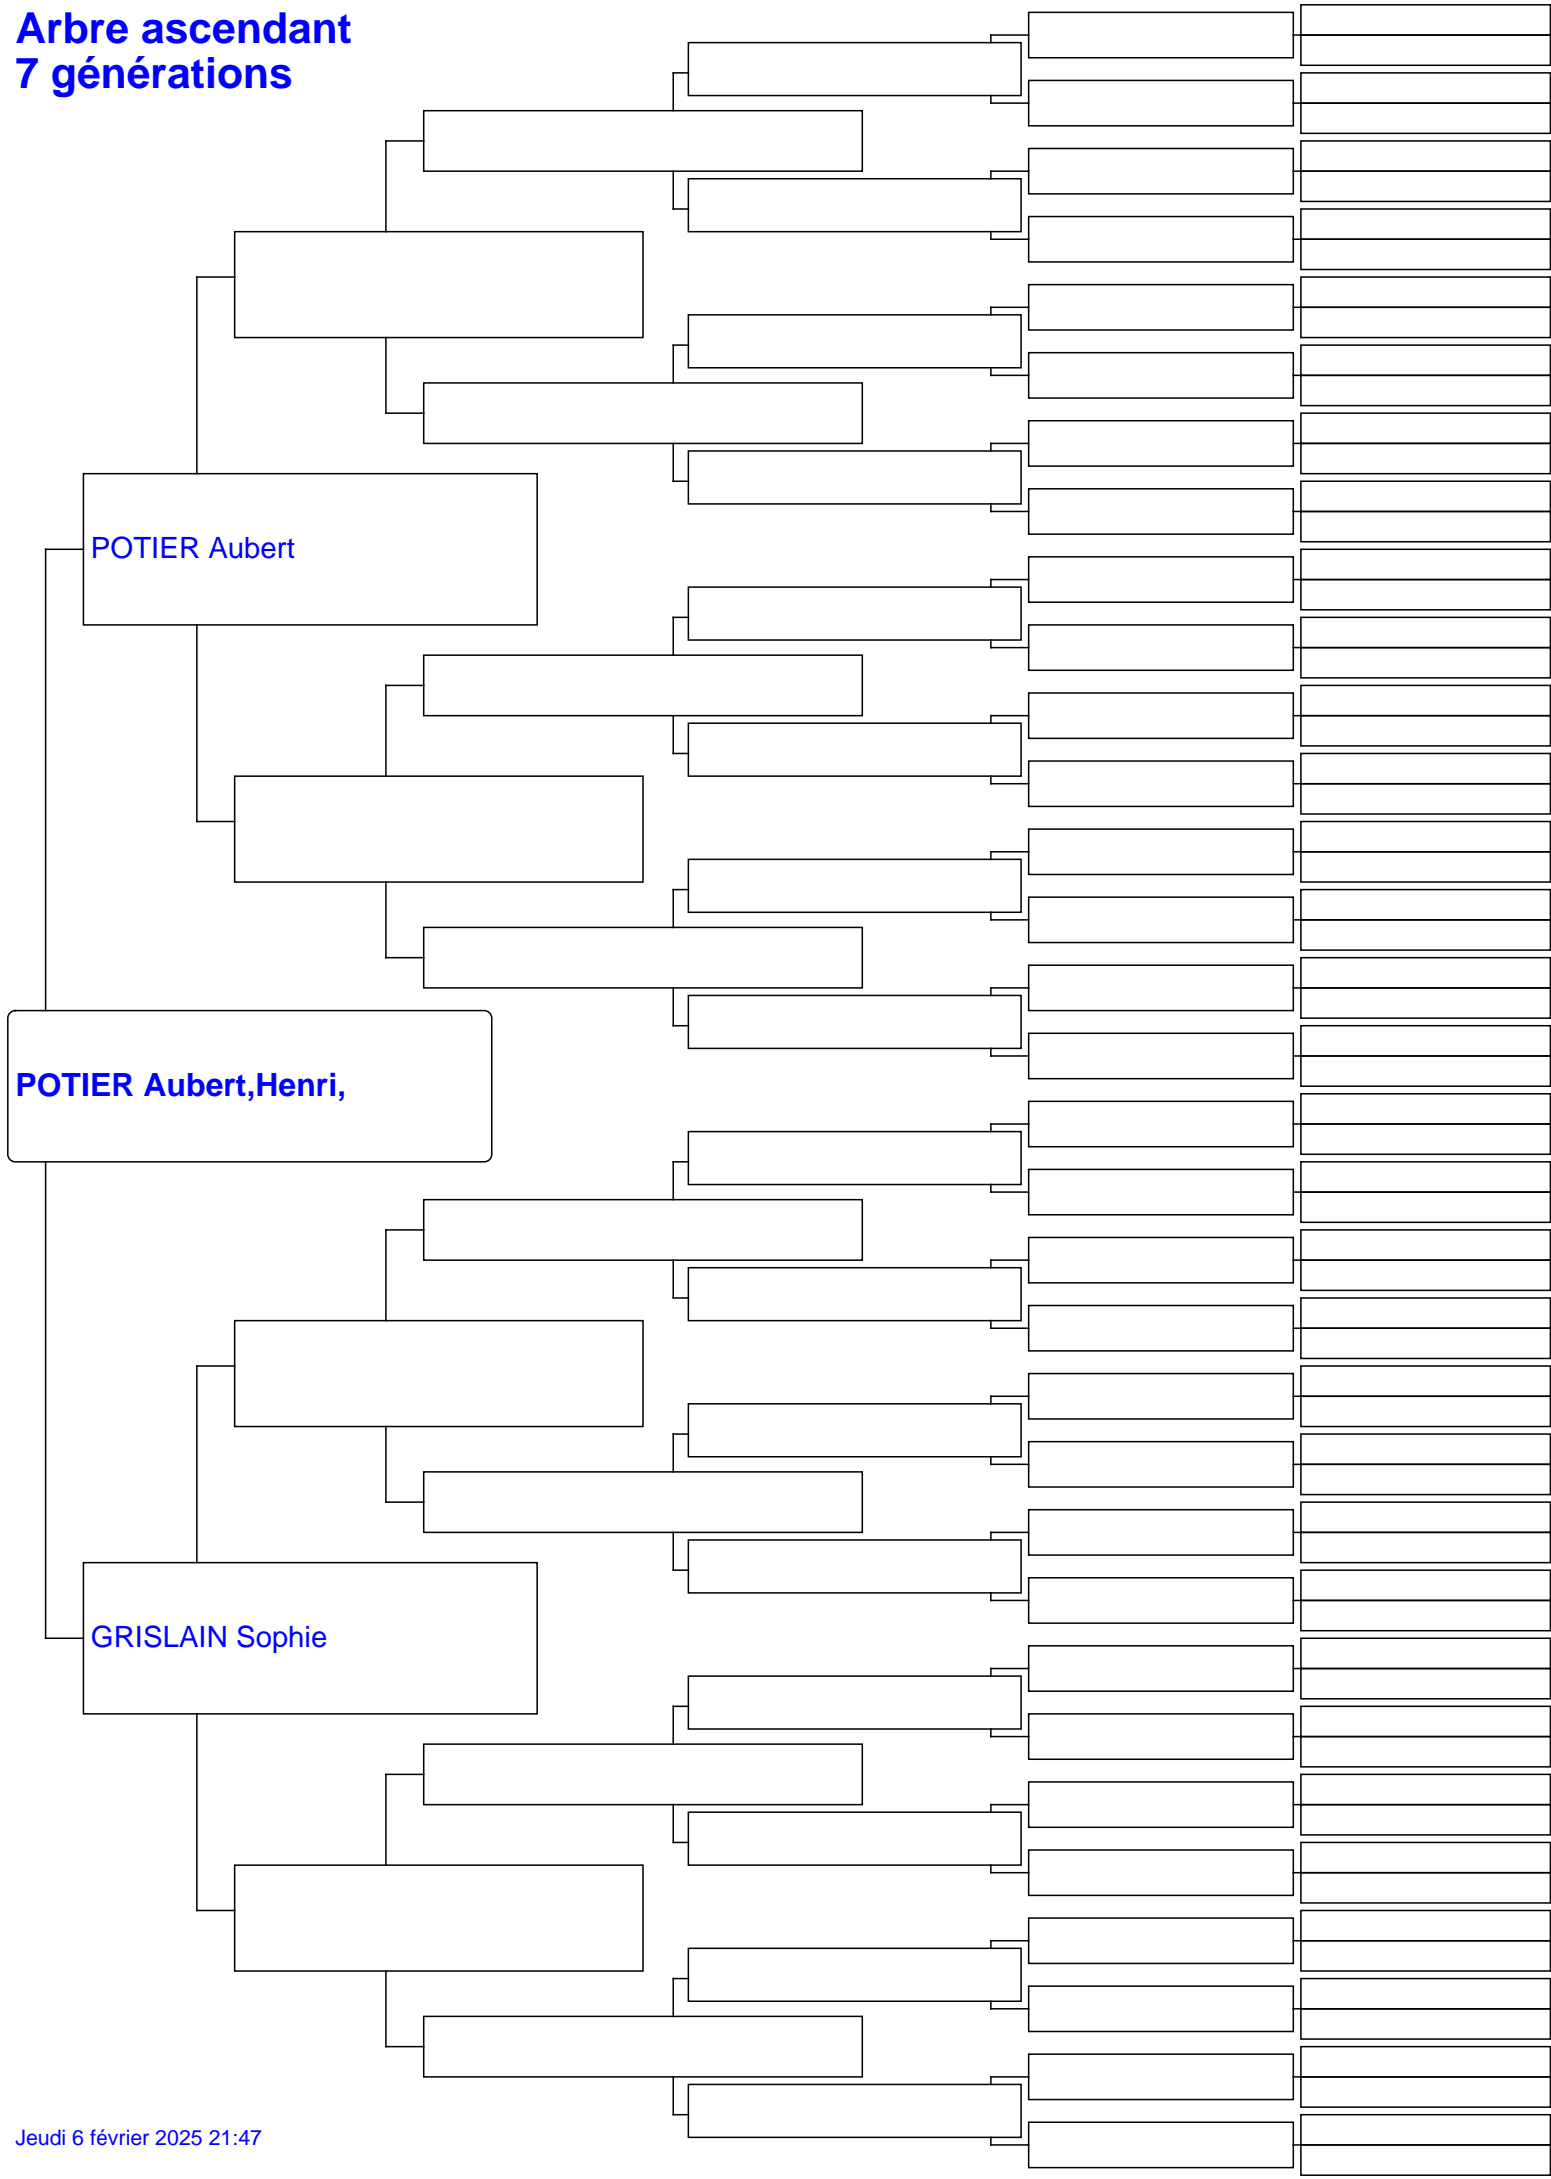 Arbre ascendant
7 générations
POTIER Aubert
POTIER Aubert,Henri,
GRISLAIN Sophie
Jeudi 6 février 2025 21:47